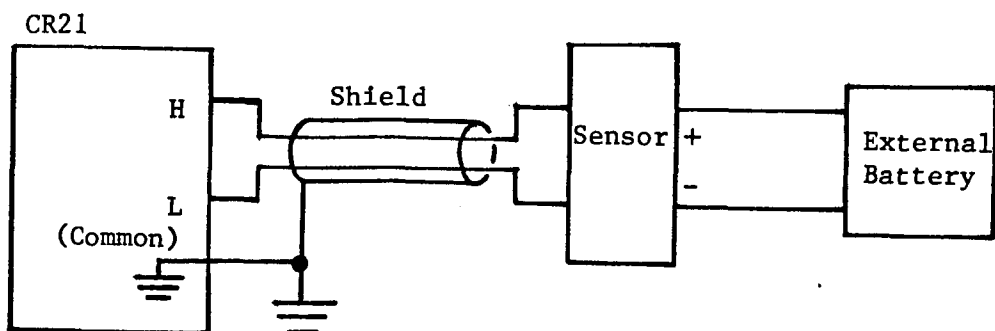 CR21
H
Shield
Sensor
+
-
External
Battery
L
(Common)